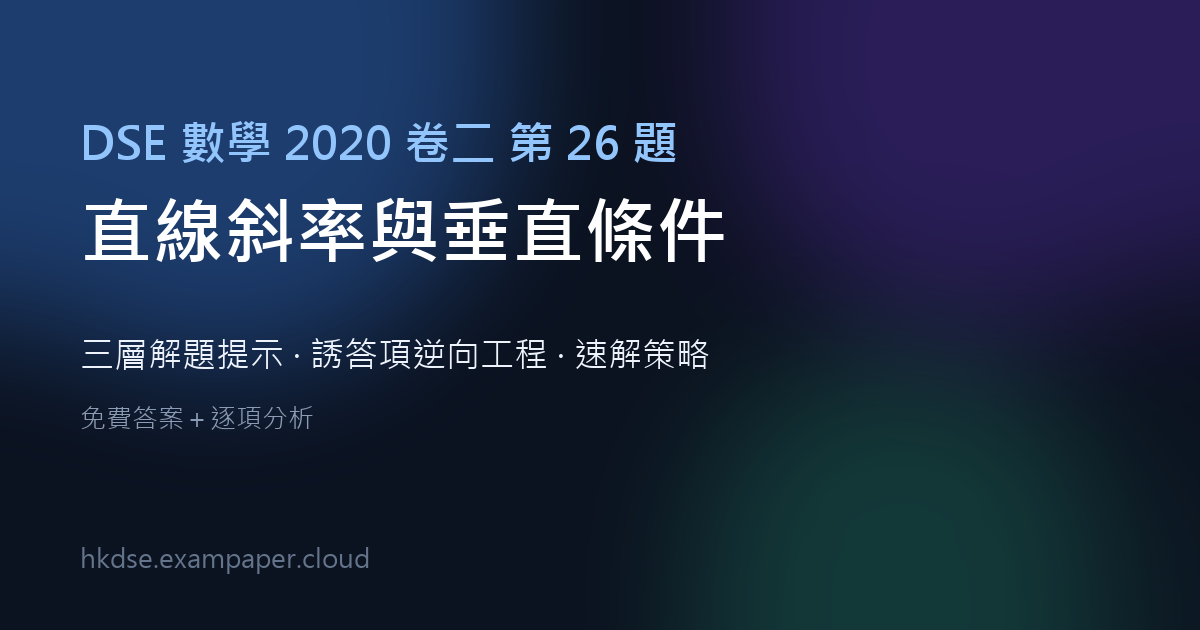 DSE 數學 2020 卷二 第 26 題
直線斜率與垂直條件
三層解題提示 · 誘答項逆向工程 · 速解策略
免費答案 + 逐項分析
hkdse.exampaper.cloud